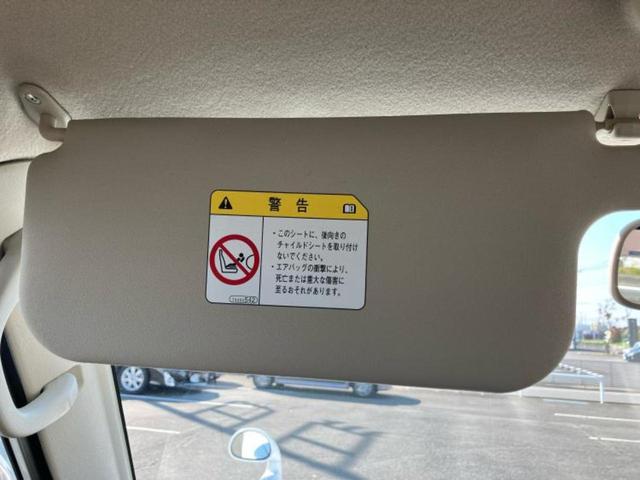 警告
・このシートに、後向きの
チャイルドシートを取り付け
ないでください。
・エアバッグの衝撃により、
死亡または重大な傷害に
至るおそれがあります。